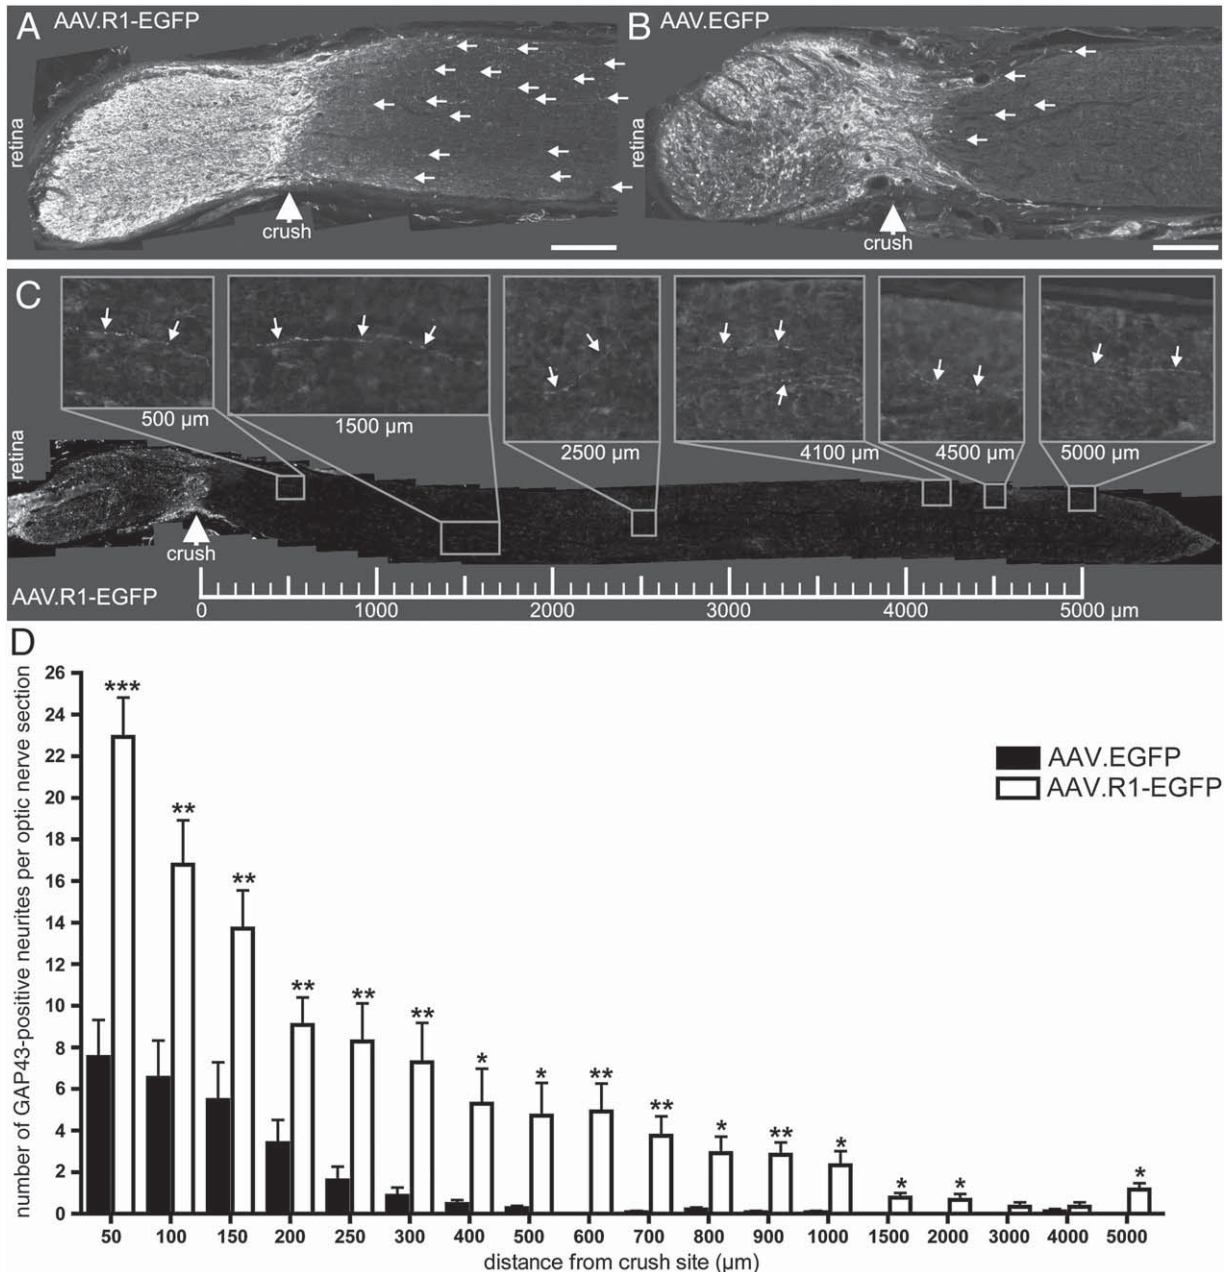 A AAV.R1-EGFP
B AAV.EGFP
retina
crush
retina
crush
C
500 µm
1500 µm
2500 µm
4100 µm
4500 µm
5000 µm
retina
crush
AAV.R1-EGFP
0 1000 2000 3000 4000 5000 µm
D
number of GAP43-positive neurites per optic nerve section
26
24
22
20
18
16
14
12
10
8
6
4
2
0
*** ** ** ** ** ** * * ** ** * ** * * * *
AAV.EGFP
AAV.R1-EGFP
50 100 150 200 250 300 400 500 600 700 800 900 1000 1500 2000 3000 4000 5000
distance from crush site (µm)